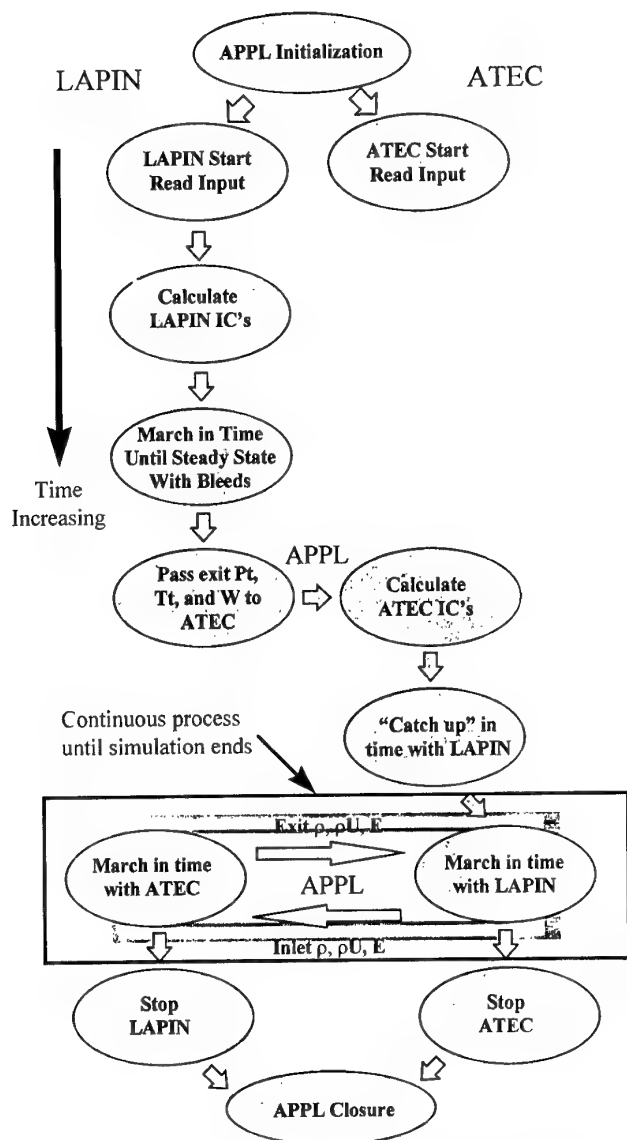 APPL Initialization
LAPIN
ATEC
LAPIN Start
Read Input
ATEC Start
Read Input
Calculate
LAPIN IC's
March in Time
Until Steady State
With Bleeds
Time
Increasing
Pass exit Pt,
Tt, and W to
ATEC
APPL
Calculate
ATEC IC's
"Catch up" in
time with LAPIN
Continuous process
until simulation ends
Exit ρ, ρU, E
March in time
with ATEC
APPL
March in time
with LAPIN
Inlet ρ, ρU, E
Stop
LAPIN
Stop
ATEC
APPL Closure